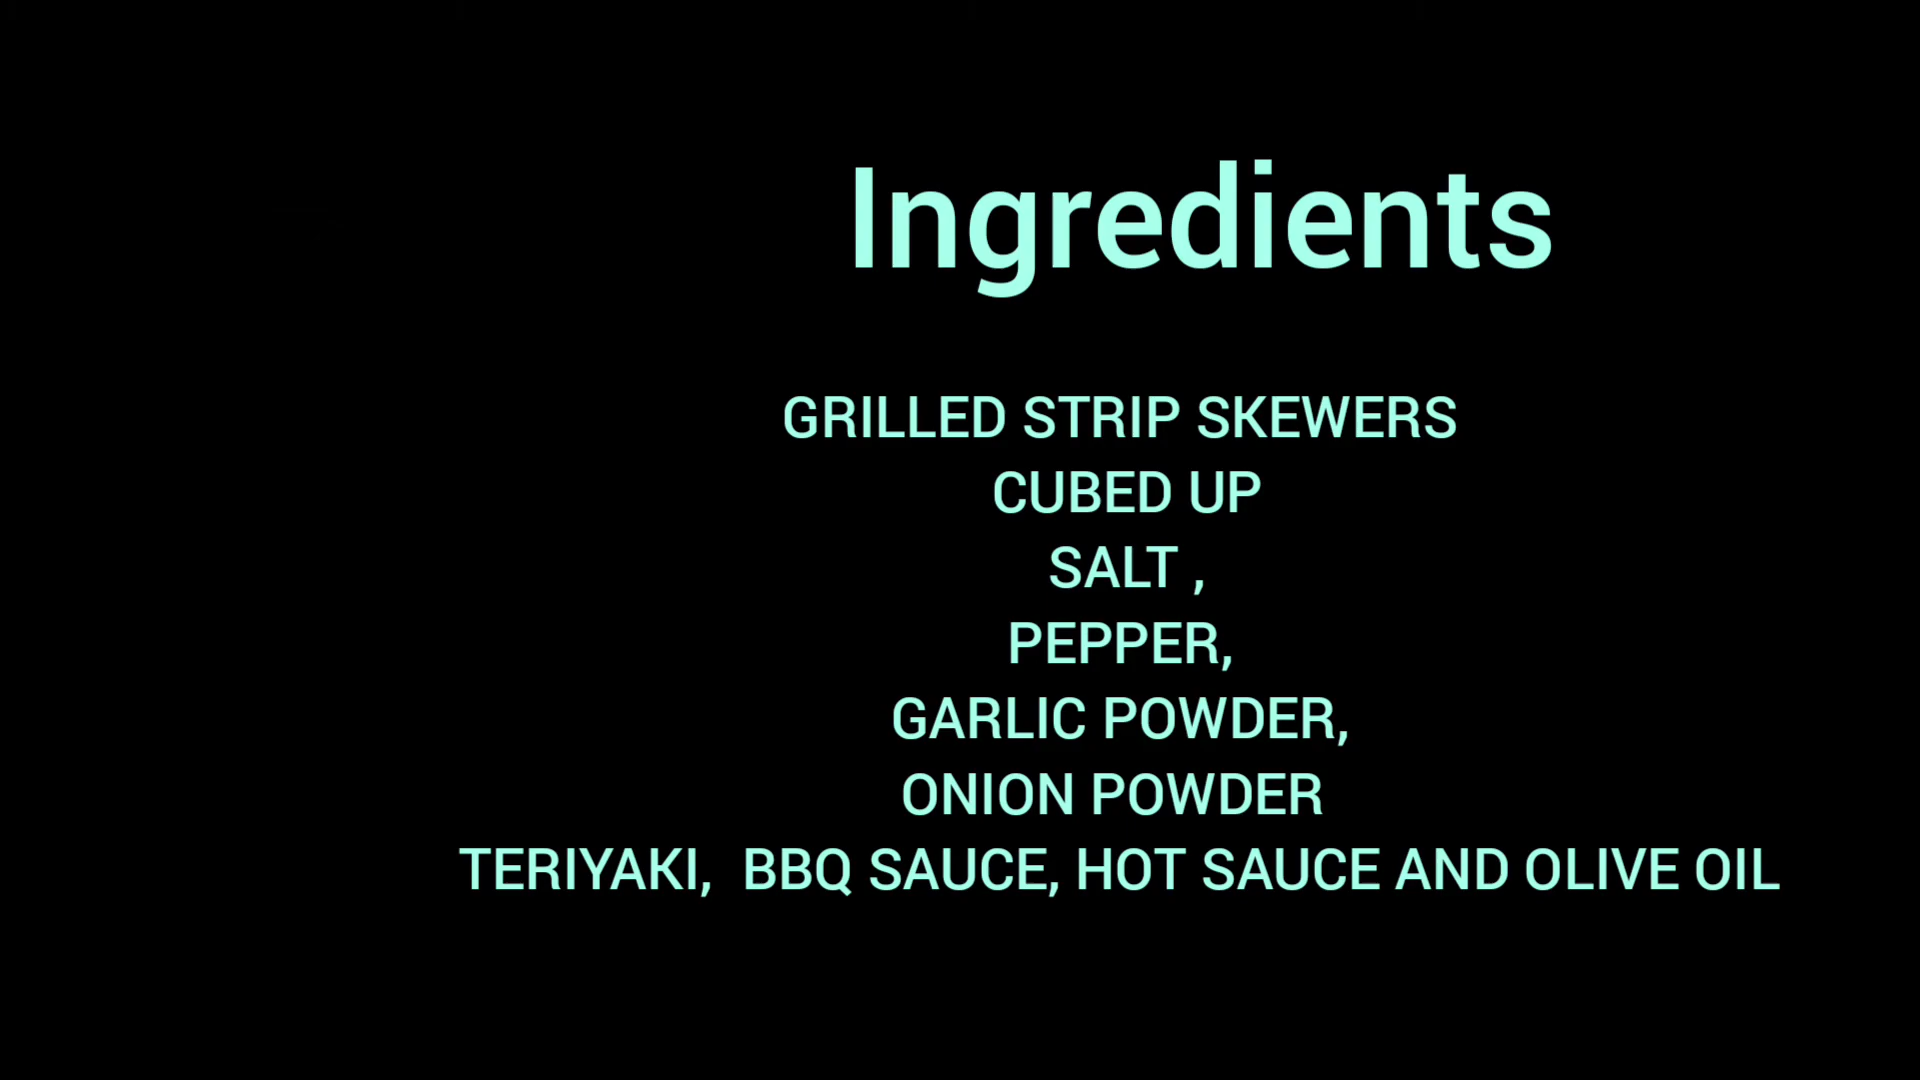 Ingredients
GRILLED STRIP SKEWERS
CUBED UP
SALT ,
PEPPER,
GARLIC POWDER,
ONION POWDER
TERIYAKI,  BBQ SAUCE, HOT SAUCE AND OLIVE OIL